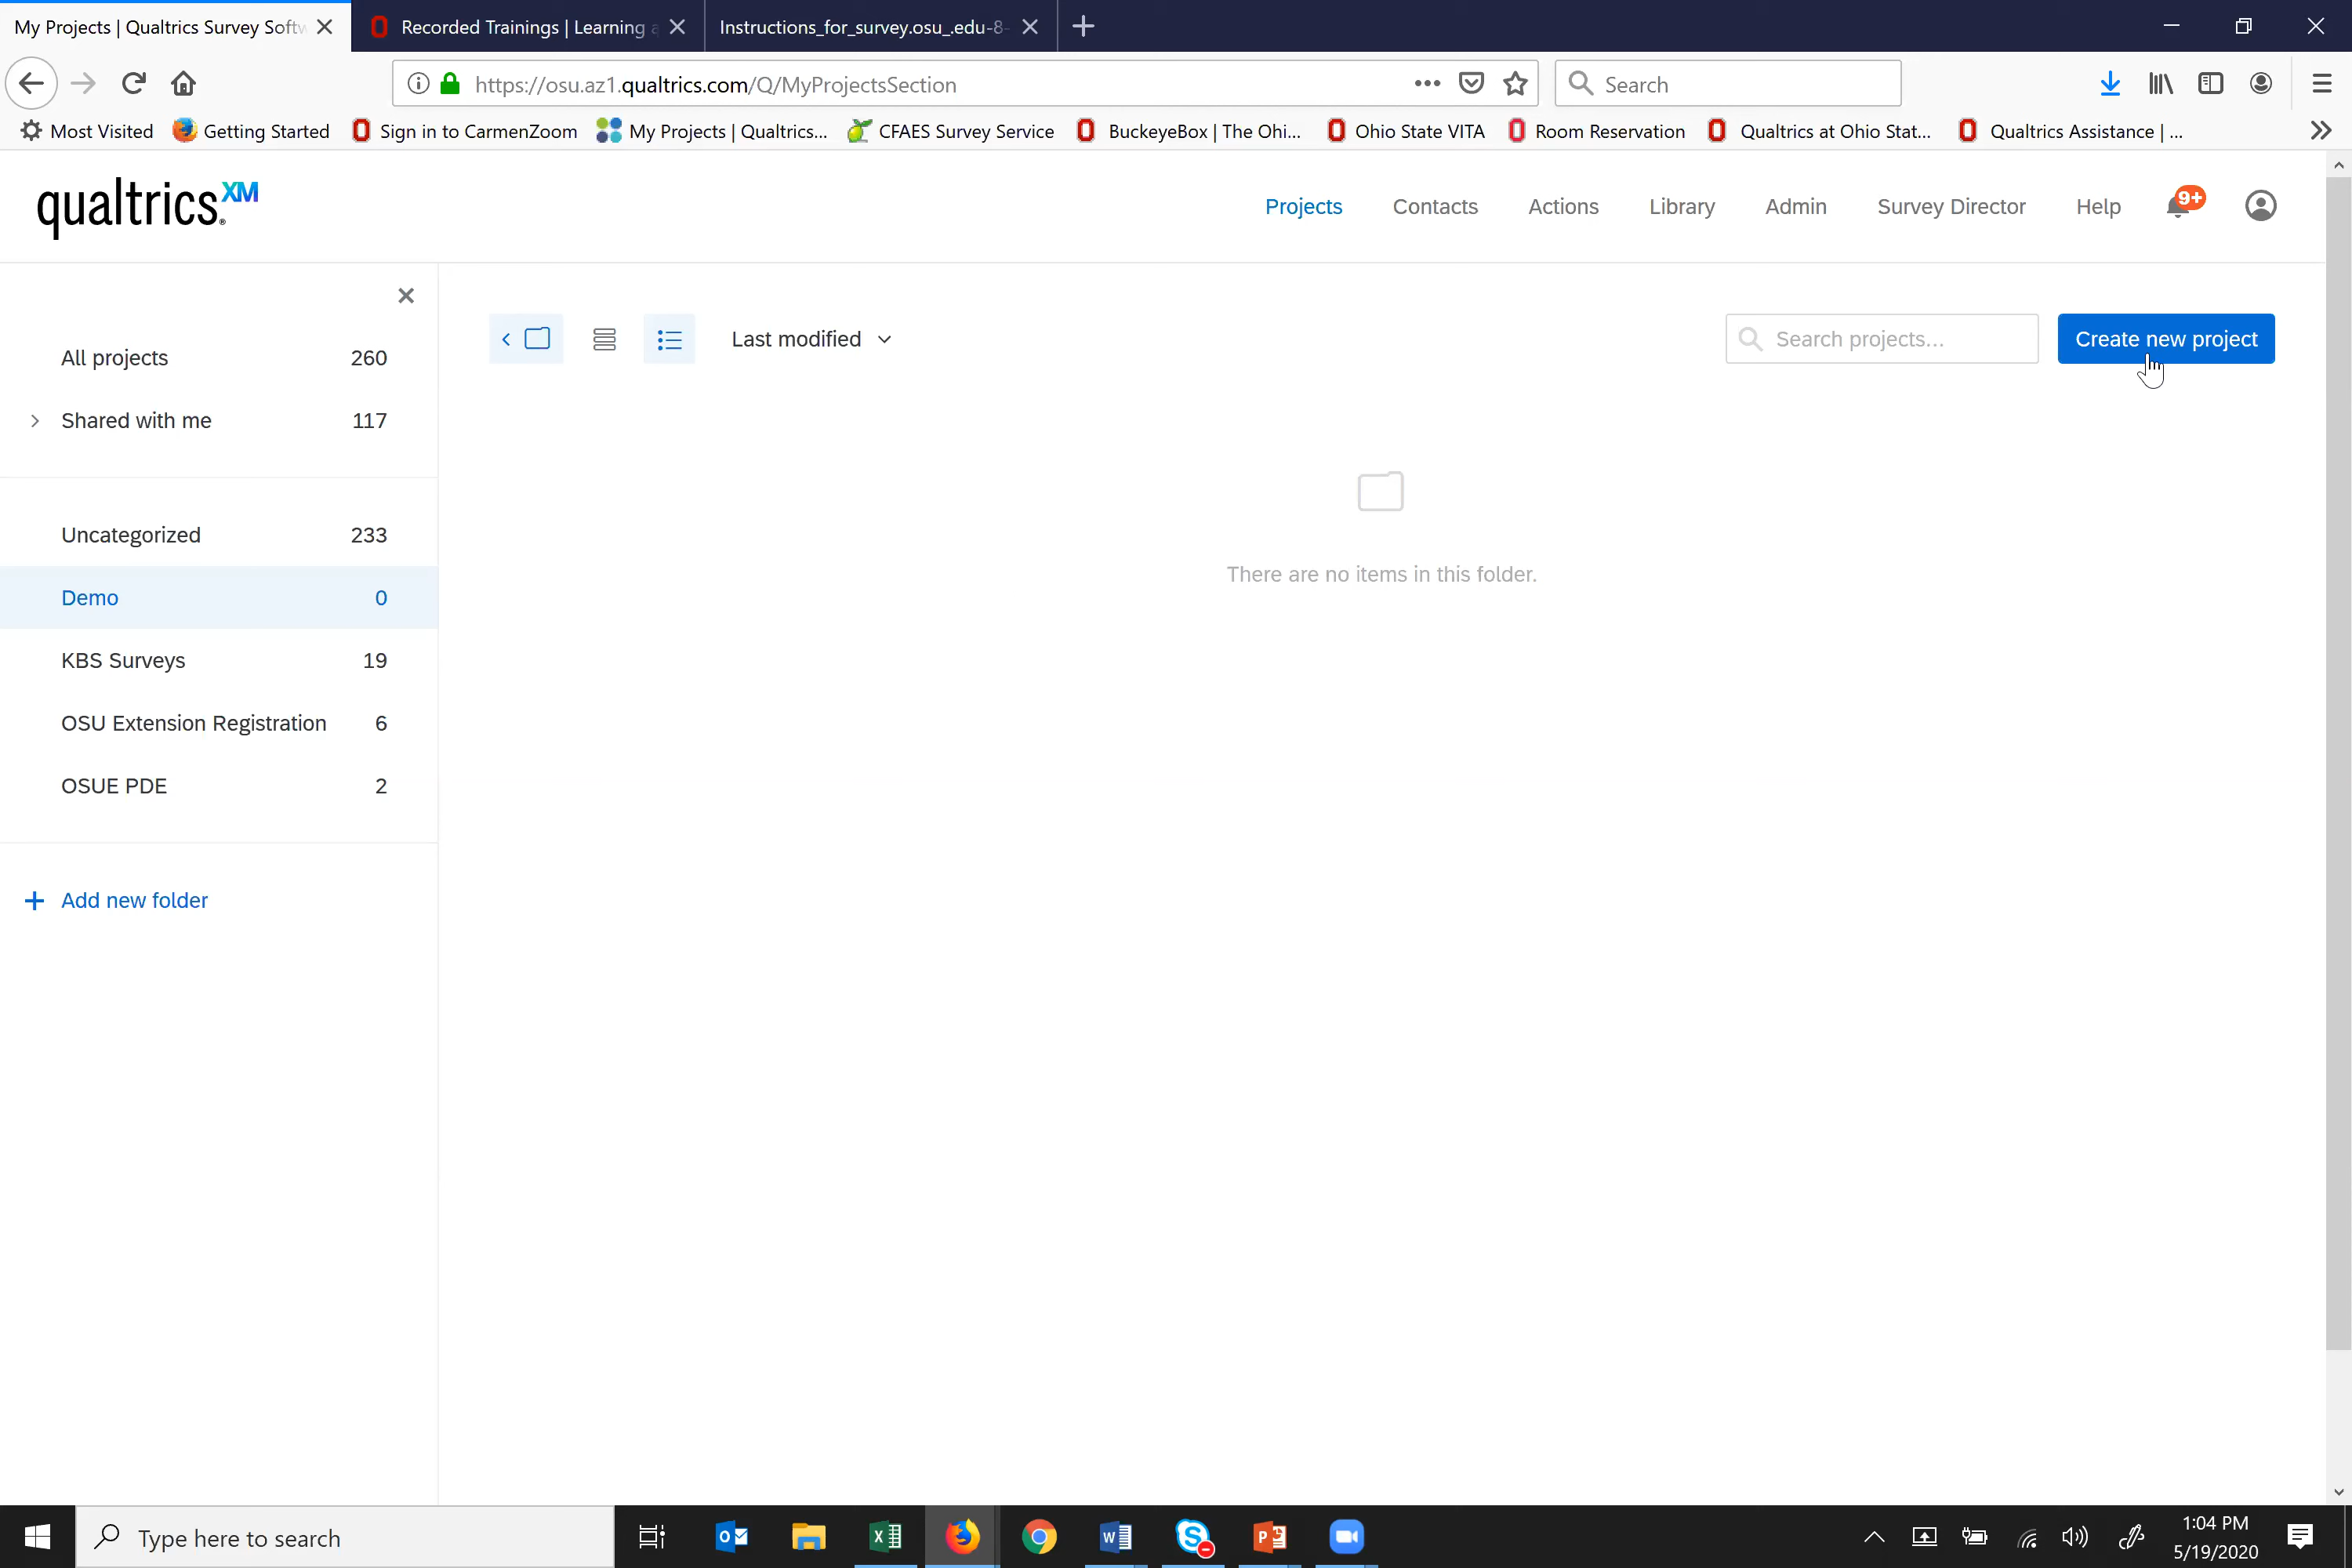 My Projects | Qualtrics Survey Softw
Recorded Trainings | Learning a
Instructions_for_survey.osu_.edu-8-
https://osu.az1.qualtrics.com/Q/MyProjectsSection
Search
Most Visited
Getting Started
Sign in to CarmenZoom
My Projects | Qualtrics...
CFAES Survey Service
BuckeyeBox | The Ohi...
Ohio State VITA
Room Reservation
Qualtrics at Ohio Stat...
Qualtrics Assistance | ...
qualtrics.XM
Projects
Contacts
Actions
Library
Admin
Survey Director
Help
9+
Last modified
Search projects...
Create new project
All projects 260
Shared with me 117
Uncategorized 233
Demo 0
KBS Surveys 19
OSU Extension Registration 6
OSUE PDE 2
Add new folder
There are no items in this folder.
Type here to search
1:04 PM
5/19/2020